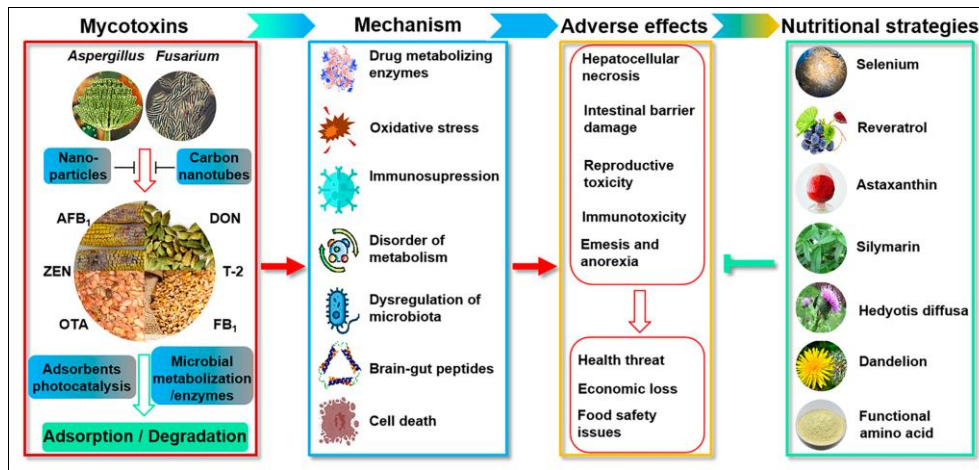 Mycotoxins
Mechanism
Adverse effects
Nutritional strategies
Aspergillus Fusarium
Nano-
particles
Carbon
nanotubes
AFB₁
DON
ZEN
T-2
OTA
FB₁
Adsorbents
photocatalysis
Microbial
metabolization
/enzymes
Adsorption / Degradation
Drug metabolizing
enzymes
Oxidative stress
Immunosupression
Disorder of
metabolism
Dysregulation of
microbiota
Brain-gut peptides
Cell death
Hepatocellular
necrosis
Intestinal barrier
damage
Reproductive
toxicity
Immunotoxicity
Emesis and
anorexia
Health threat
Economic loss
Food safety
issues
Selenium
Reveratrol
Astaxanthin
Silymarin
Hedyotis diffusa
Dandelion
Functional
amino acid